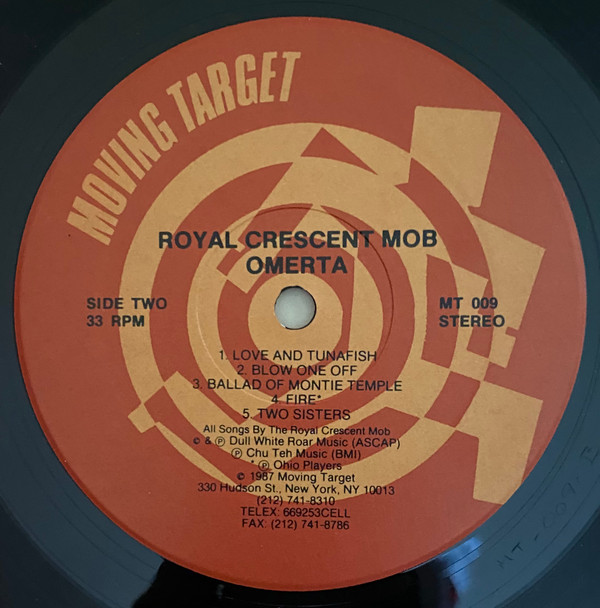 MOVING TARGET
ROYAL CRESCENT MOB
OMERTA
SIDE TWO
33 RPM
MT 009
STEREO
1. LOVE AND TUNAFISH
2. BLOW ONE OFF
3. BALLAD OF MONTIE TEMPLE
4. FIRE*
5. TWO SISTERS
All Songs By The Royal Crescent Mob
© & ℗ Dull White Roar Music (ASCAP)
℗ Chu Teh Music (BMI)
* ℗ Ohio Players
© 1987 Moving Target
330 Hudson St., New York, NY 10013
(212) 741-8310
TELEX: 669253CELL
FAX: (212) 741-8786